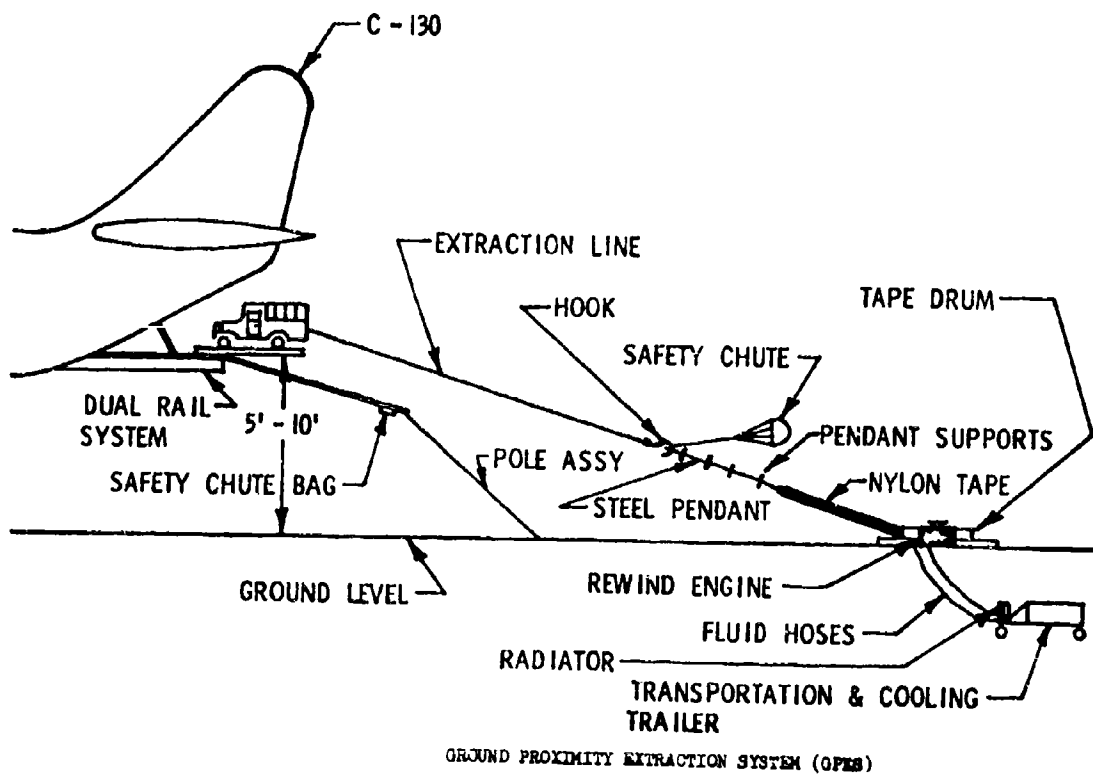 C-130
EXTRACTION LINE
HOOK
TAPE DRUM
SAFETY CHUTE
DUAL RAIL
SYSTEM
5' - 10'
PENDANT SUPPORTS
SAFETY CHUTE BAG
POLE ASSY
NYLON TAPE
STEEL PENDANT
GROUND LEVEL
REWIND ENGINE
FLUID HOSES
RADIATOR
TRANSPORTATION & COOLING
TRAILER
GROUND PROXIMITY EXTRACTION SYSTEM (GPES)